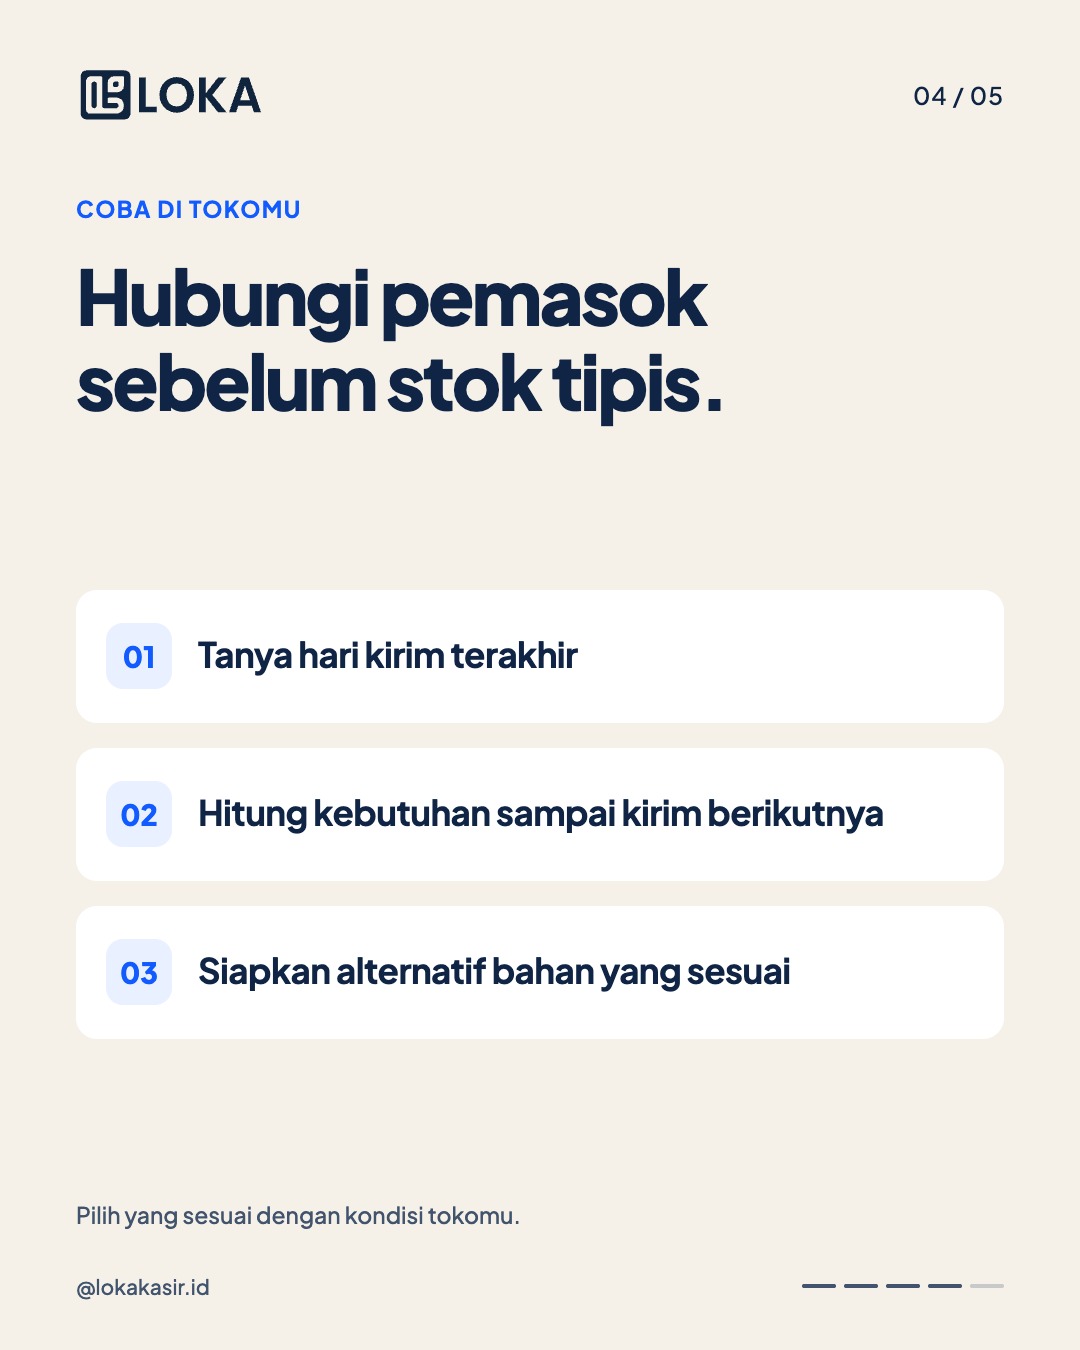 LOKA
04 / 05
COBA DI TOKOMU
Hubungi pemasok
sebelum stok tipis.
01 Tanya hari kirim terakhir
02 Hitung kebutuhan sampai kirim berikutnya
03 Siapkan alternatif bahan yang sesuai
Pilih yang sesuai dengan kondisi tokomu.
@lokakasir.id